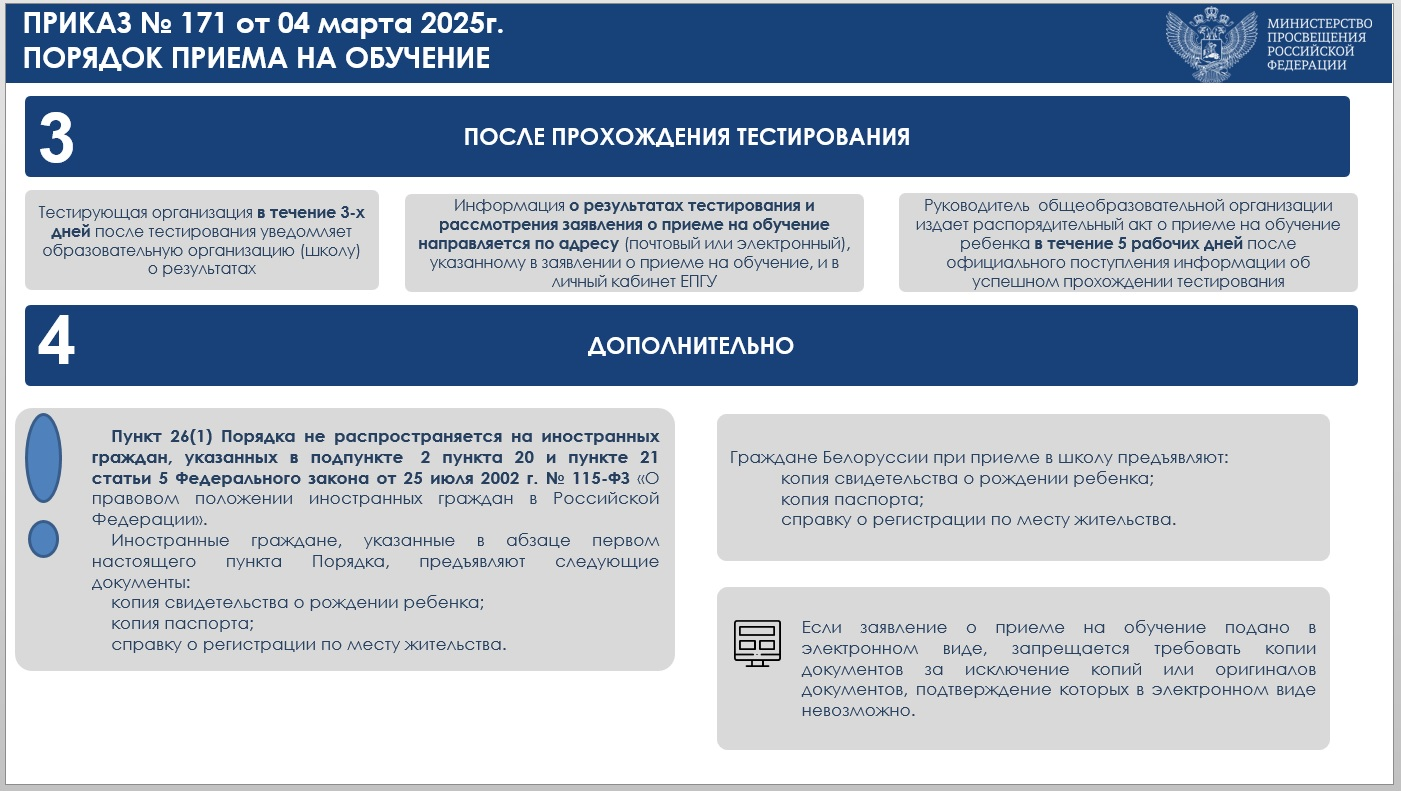 ПРИКАЗ № 171 от 04 марта 2025г.
ПОРЯДОК ПРИЕМА НА ОБУЧЕНИЕ
МИНИСТЕРСТВО
ПРОСВЕЩЕНИЯ
РОССИЙСКОЙ
ФЕДЕРАЦИИ
3
ПОСЛЕ ПРОХОЖДЕНИЯ ТЕСТИРОВАНИЯ
Тестирующая организация в течение 3-х
дней после тестирования уведомляет
образовательную организацию (школу)
о результатах
Информация о результатах тестирования и
рассмотрения заявления о приеме на обучение
направляется по адресу (почтовый или электронный),
указанному в заявлении о приеме на обучение, и в
личный кабинет ЕПГУ
Руководитель общеобразовательной организации
издает распорядительный акт о приеме на обучение
ребенка в течение 5 рабочих дней после
официального поступления информации об
успешном прохождении тестирования
4
ДОПОЛНИТЕЛЬНО
Пункт 26(1) Порядка не распространяется на иностранных
граждан, указанных в подпункте 2 пункта 20 и пункте 21
статьи 5 Федерального закона от 25 июля 2002 г. № 115-ФЗ «О
правовом положении иностранных граждан в Российской
Федерации».
Иностранные граждане, указанные в абзаце первом
настоящего пункта Порядка, предъявляют следующие
документы:
копия свидетельства о рождении ребенка;
копия паспорта;
справку о регистрации по месту жительства.
Граждане Белоруссии при приеме в школу предъявляют:
копия свидетельства о рождении ребенка;
копия паспорта;
справку о регистрации по месту жительства.
Если заявление о приеме на обучение подано в
электронном виде, запрещается требовать копии
документов за исключение копий или оригиналов
документов, подтверждение которых в электронном виде
невозможно.